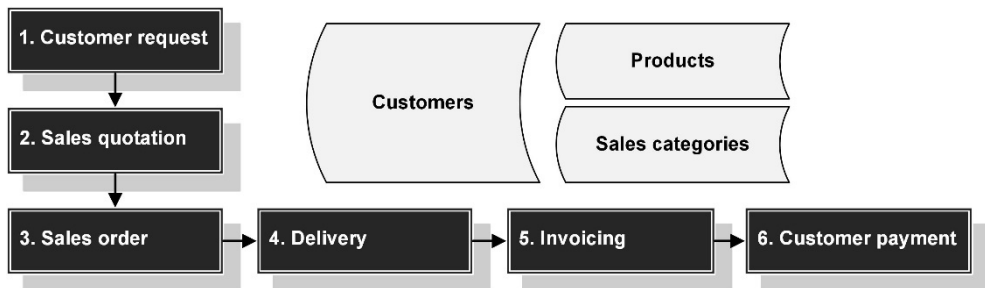 1. Customer request
Products
Customers
2. Sales quotation
Sales categories
3. Sales order
4. Delivery
5. Invoicing
6. Customer payment